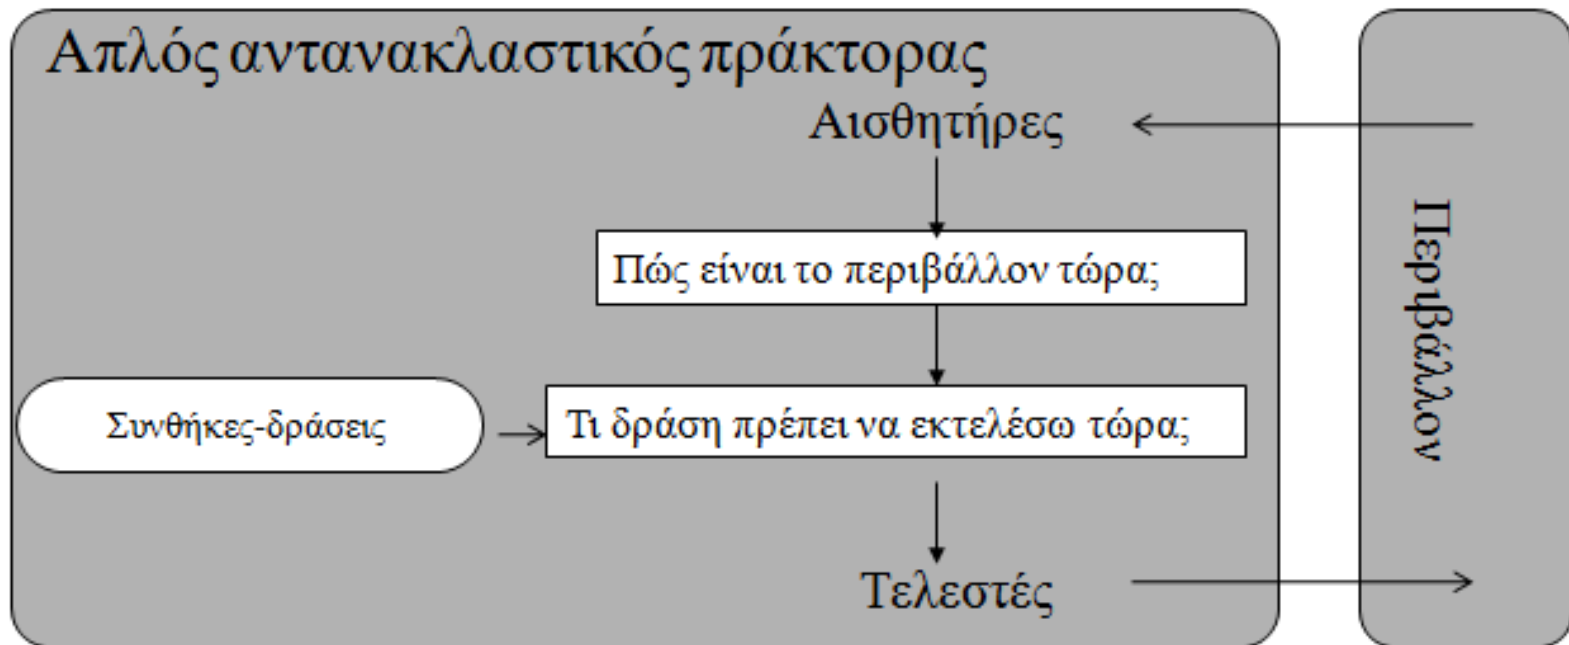 Απλός αντανακλαστικός πράκτορας
Αισθητήρες
Πώς είναι το περιβάλλον τώρα;
Συνθήκες-δράσεις
Τι δράση πρέπει να εκτελέσω τώρα;
Τελεστές
Περιβάλλον